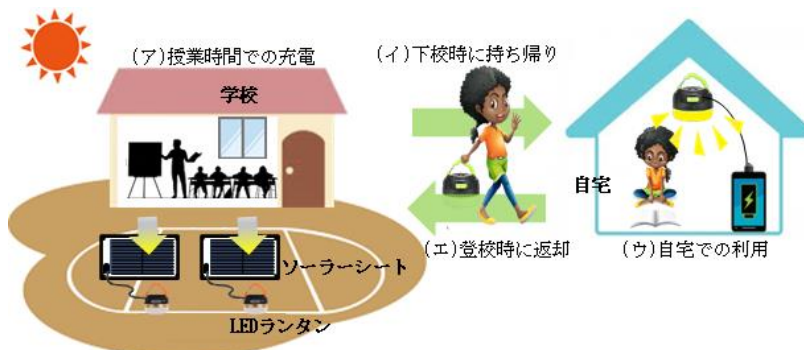 (ア)授業時間での充電
学校
ソーラーシート
LEDランタン
(イ)下校時に持ち帰り
(エ)登校時に返却
自宅
(ウ)自宅での利用